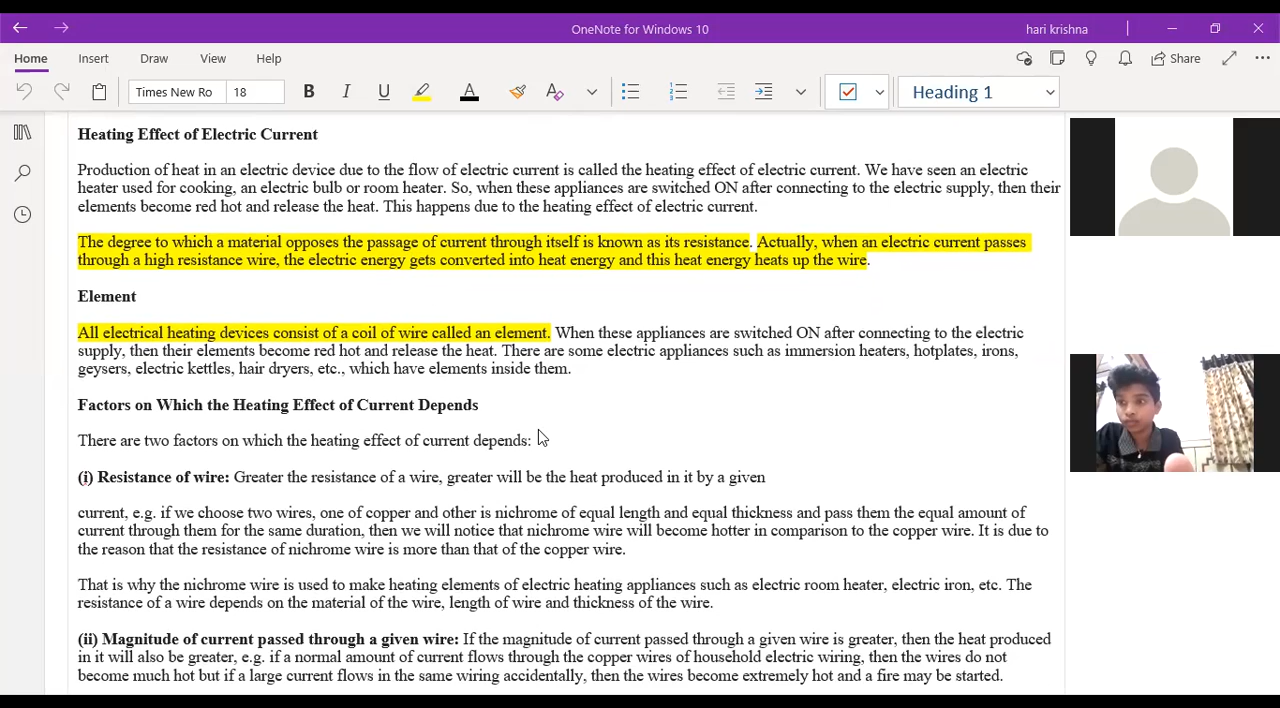 OneNote for Windows 10
hari krishna
Home Insert Draw View Help
Share
Times New Ro 18 B I U A A Heading 1
Heating Effect of Electric Current
Production of heat in an electric device due to the flow of electric current is called the heating effect of electric current. We have seen an electric
heater used for cooking, an electric bulb or room heater. So, when these appliances are switched ON after connecting to the electric supply, then their
elements become red hot and release the heat. This happens due to the heating effect of electric current.
The degree to which a material opposes the passage of current through itself is known as its resistance. Actually, when an electric current passes
through a high resistance wire, the electric energy gets converted into heat energy and this heat energy heats up the wire.
Element
All electrical heating devices consist of a coil of wire called an element. When these appliances are switched ON after connecting to the electric
supply, then their elements become red hot and release the heat. There are some electric appliances such as immersion heaters, hotplates, irons,
geysers, electric kettles, hair dryers, etc., which have elements inside them.
Factors on Which the Heating Effect of Current Depends
There are two factors on which the heating effect of current depends:
(i) Resistance of wire: Greater the resistance of a wire, greater will be the heat produced in it by a given
current, e.g. if we choose two wires, one of copper and other is nichrome of equal length and equal thickness and pass them the equal amount of
current through them for the same duration, then we will notice that nichrome wire will become hotter in comparison to the copper wire. It is due to
the reason that the resistance of nichrome wire is more than that of the copper wire.
That is why the nichrome wire is used to make heating elements of electric heating appliances such as electric room heater, electric iron, etc. The
resistance of a wire depends on the material of the wire, length of wire and thickness of the wire.
(ii) Magnitude of current passed through a given wire: If the magnitude of current passed through a given wire is greater, then the heat produced
in it will also be greater, e.g. if a normal amount of current flows through the copper wires of household electric wiring, then the wires do not
become much hot but if a large current flows in the same wiring accidentally, then the wires become extremely hot and a fire may be started.